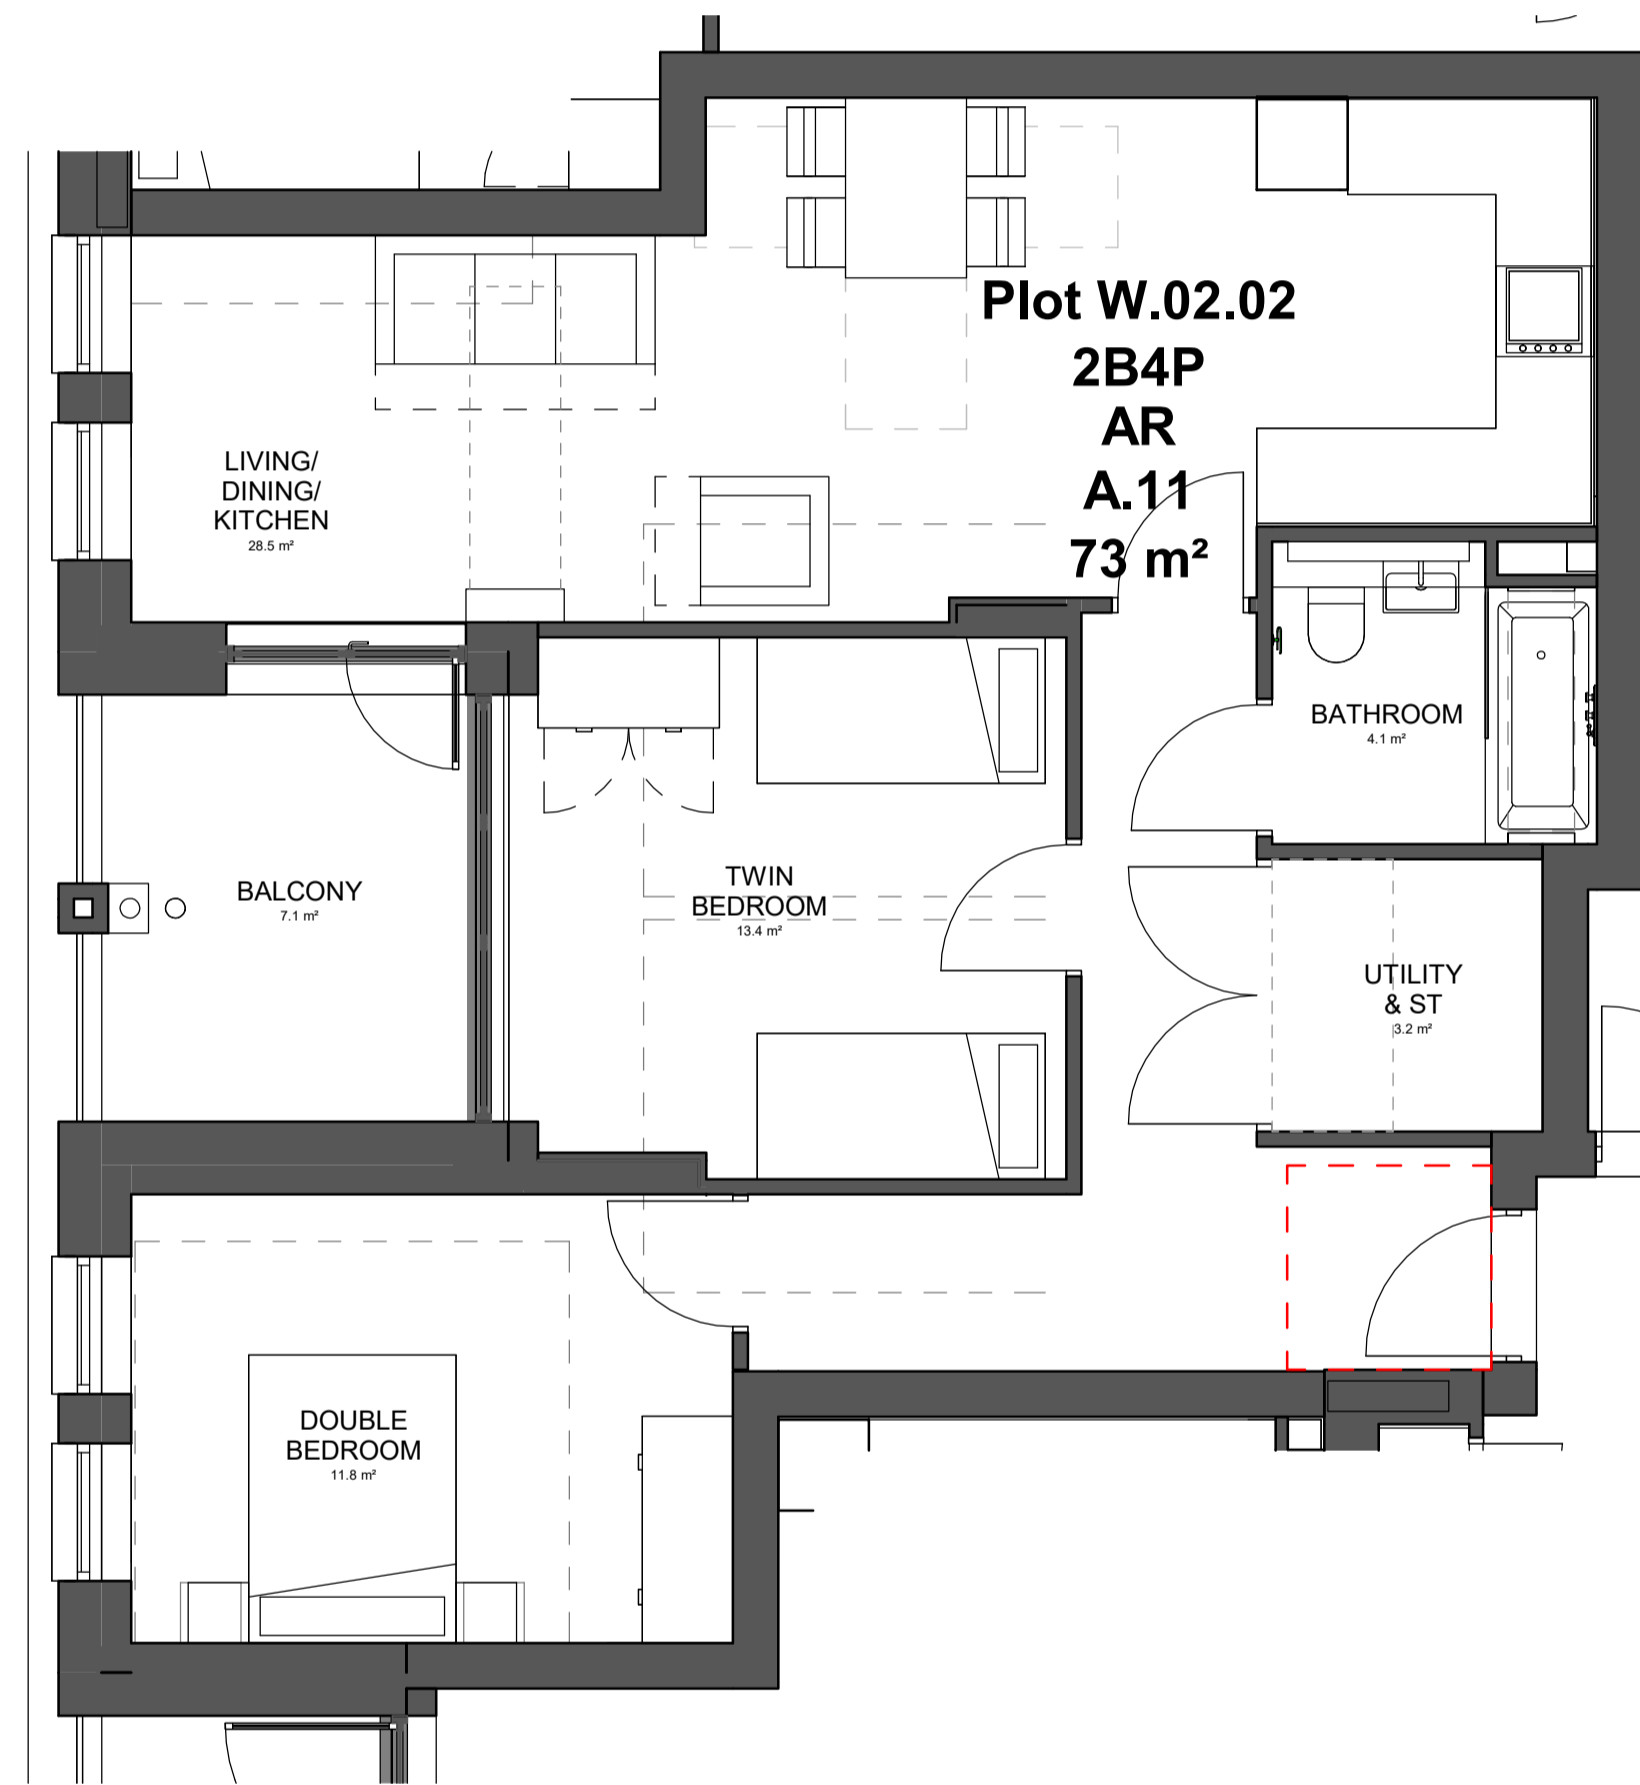 Plot W.02.02
2B4P
AR
A.11
73 m²
LIVING/
DINING/
KITCHEN
28.5 m²
BATHROOM
4.1 m²
BALCONY
7.1 m²
TWIN
BEDROOM
13.4 m²
UTILITY
& ST
3.2 m²
DOUBLE
BEDROOM
11.8 m²